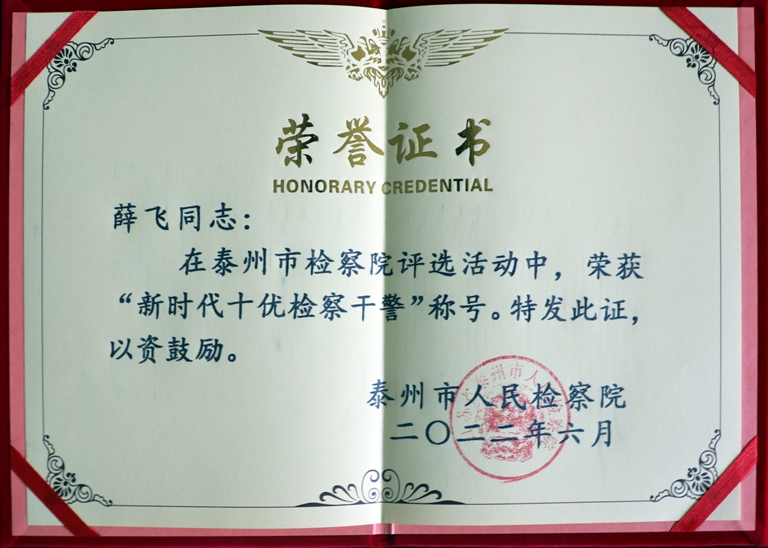 荣誉证书
HONORARY CREDENTIAL
薛飞同志：
在泰州市检察院评选活动中，荣获
“新时代十优检察干警”称号。特发此证，
以资鼓励。
泰州市人民检察院
二〇二二年六月